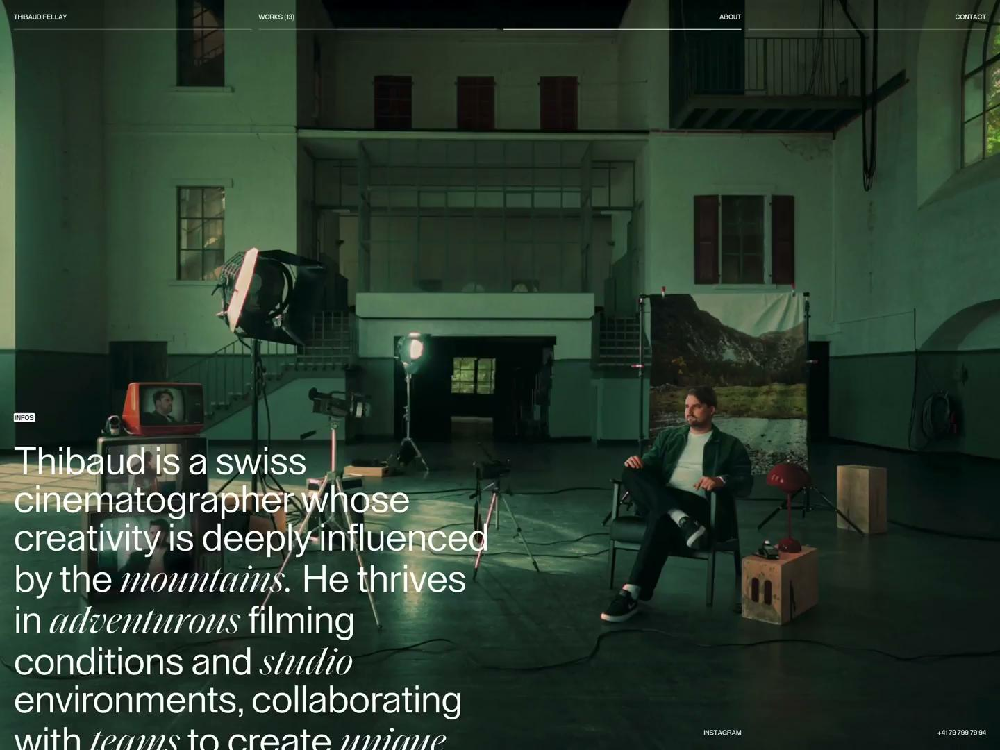 THIBAUD FELLAY
WORKS (13)
ABOUT
CONTACT
INFOS
Thibaud is a swiss
cinematographer whose
creativity is deeply influenced
by the mountains. He thrives
in adventurous filming
conditions and studio
environments, collaborating
with teams to create unique
INSTAGRAM
+41 79 799 79 94